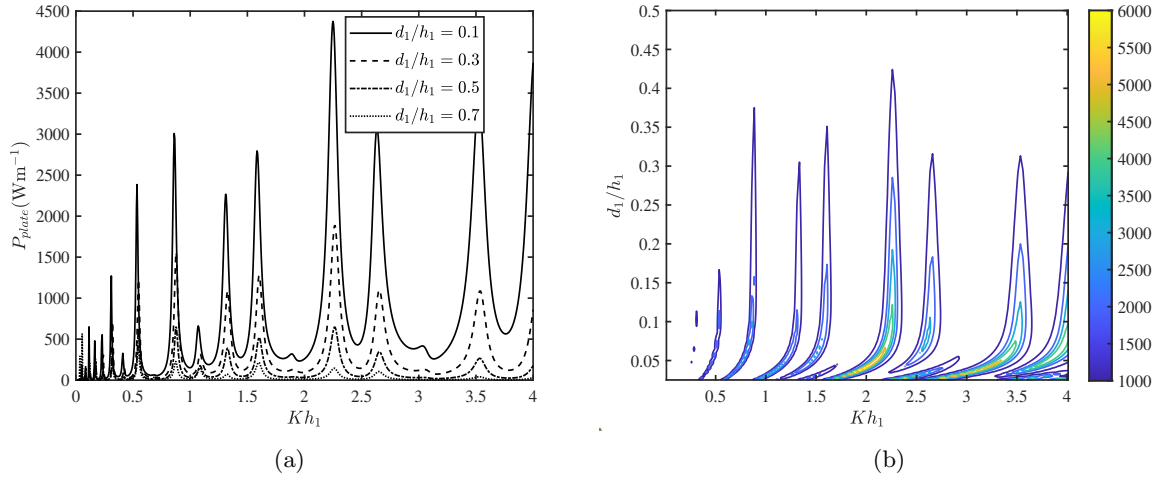 4500
4000
3500
3000
2500
2000
1500
1000
500
0
P_{plate}(Wm^{-1})
0 0.5 1 1.5 2 2.5 3 3.5 4
Kh_1
d_1/h_1 = 0.1
d_1/h_1 = 0.3
d_1/h_1 = 0.5
d_1/h_1 = 0.7
(a)
0.5
0.45
0.4
0.35
0.3
0.25
0.2
0.15
0.1
0.05
d_1/h_1
0.5 1 1.5 2 2.5 3 3.5 4
Kh_1
6000
5500
5000
4500
4000
3500
3000
2500
2000
1500
1000
(b)